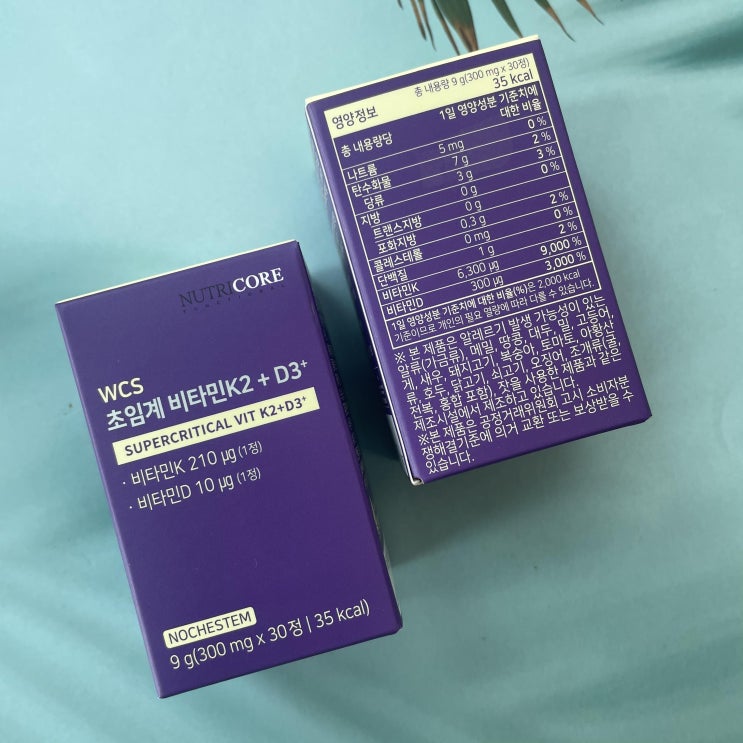 NUTRICORE
WCS
초임계 비타민K2 + D3⁺
SUPERCRITICAL VIT K2+D3⁺
· 비타민K 210 μg (1정)
· 비타민D 10 μg (1정)
NOCHESTEM
9 g(300 mg x 30정 | 35 kcal)
영양정보
총 내용량 9 g(300 mg x 30정)
35 kcal
총 내용량당
1일 영양성분 기준치에
대한 비율
나트륨 5 mg 0 %
탄수화물 7 g 2 %
당류 3 g 3 %
지방 0 g 0 %
트랜스지방 0 g
포화지방 0.3 g 2 %
콜레스테롤 0 mg 0 %
단백질 1 g 2 %
비타민K 6,300 μg 9,000 %
비타민D 300 μg 3,000 %
1일 영양성분 기준치에 대한 비율(%)은 2,000 kcal
기준이므로 개인의 필요 열량에 따라 다를 수 있습니다.
※ 본 제품은 알레르기 발생 가능성이 있는
알류(가금류), 메밀, 땅콩, 대두, 밀, 고등어,
게, 새우, 돼지고기, 복숭아, 토마토, 아황산
류, 호두, 닭고기, 쇠고기, 오징어, 조개류(굴,
전복, 홍합 포함), 잣을 사용한 제품과 같은
제조시설에서 제조하고 있습니다.
※본 제품은 공정거래위원회 고시 소비자분
쟁해결기준에 의거 교환 또는 보상받을 수
있습니다.